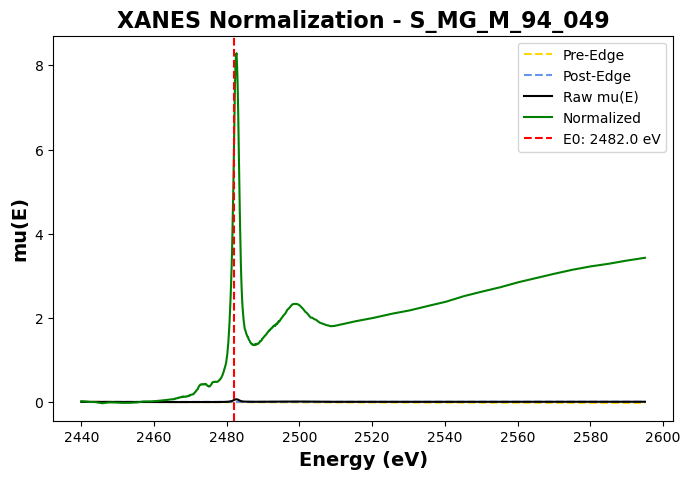 XANES Normalization - S_MG_M_94_049
mu(E)
8
6
4
2
0
Pre-Edge
Post-Edge
Raw mu(E)
Normalized
E0: 2482.0 eV
2440 2460 2480 2500 2520 2540 2560 2580 2600
Energy (eV)